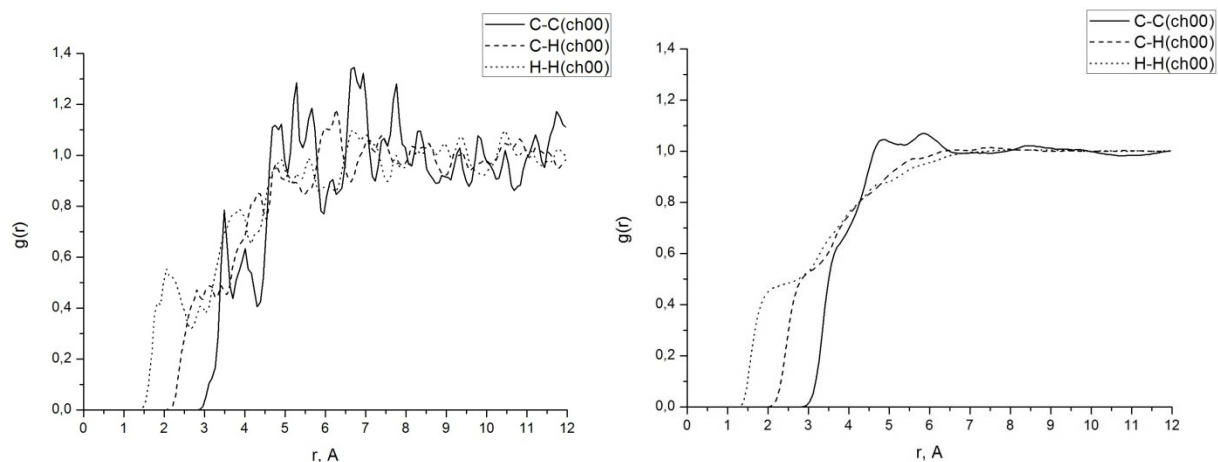 C-C(ch00)
C-H(ch00)
H-H(ch00)
1,4
1,2
1,0
0,8
0,6
0,4
0,2
0,0
g(r)
0 1 2 3 4 5 6 7 8 9 10 11 12
r, A
C-C(ch00)
C-H(ch00)
H-H(ch00)
1,4
1,2
1,0
0,8
0,6
0,4
0,2
0,0
g(r)
0 1 2 3 4 5 6 7 8 9 10 11 12
r, A